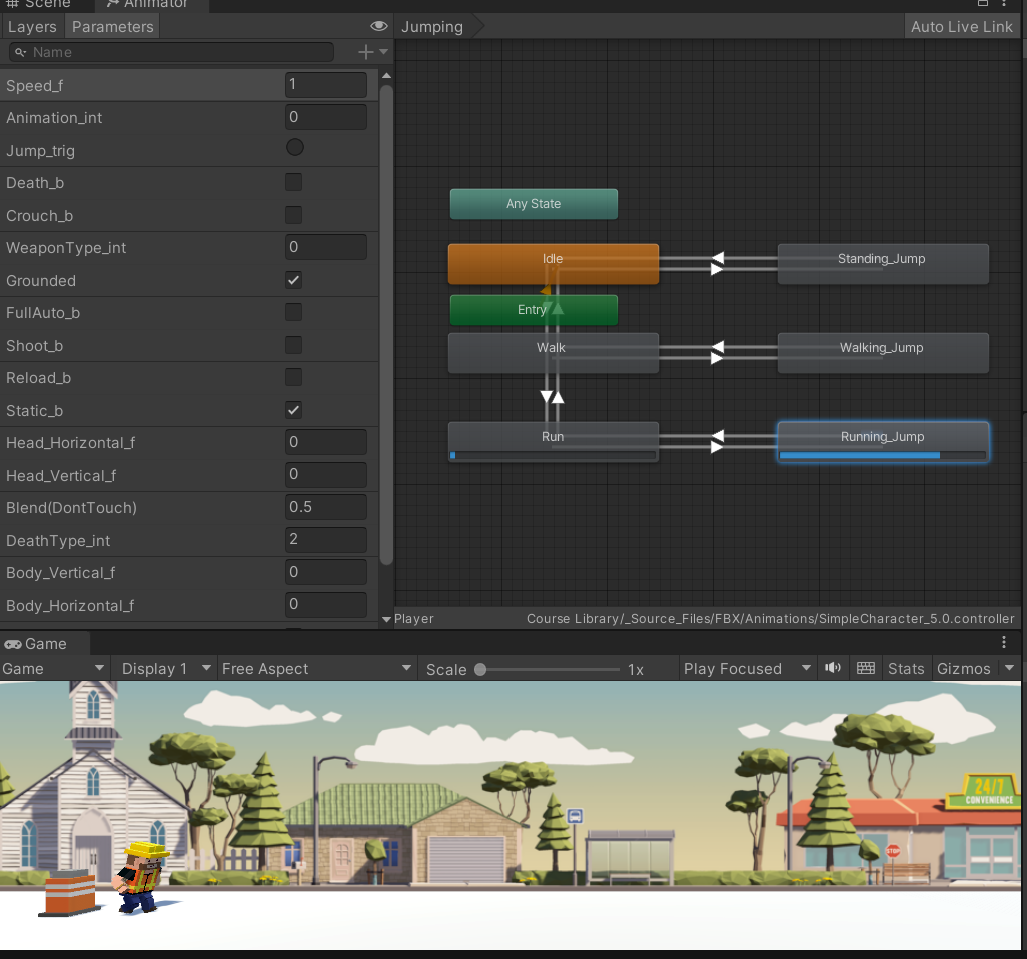 Scene
Animator
Layers
Parameters
Jumping
Auto Live Link
Name
Speed_f
1
Animation_int
0
Jump_trig
Death_b
Crouch_b
WeaponType_int
0
Grounded
FullAuto_b
Shoot_b
Reload_b
Static_b
Head_Horizontal_f
0
Head_Vertical_f
0
Blend(DontTouch)
0.5
DeathType_int
2
Body_Vertical_f
0
Body_Horizontal_f
0
Any State
Idle
Standing_Jump
Entry
Walk
Walking_Jump
Run
Running_Jump
Player
Course Library/_Source_Files/FBX/Animations/SimpleCharacter_5.0.controller
Game
Game
Display 1
Free Aspect
Scale
1x
Play Focused
Stats
Gizmos
24/7
CONVENIENCE
STOP